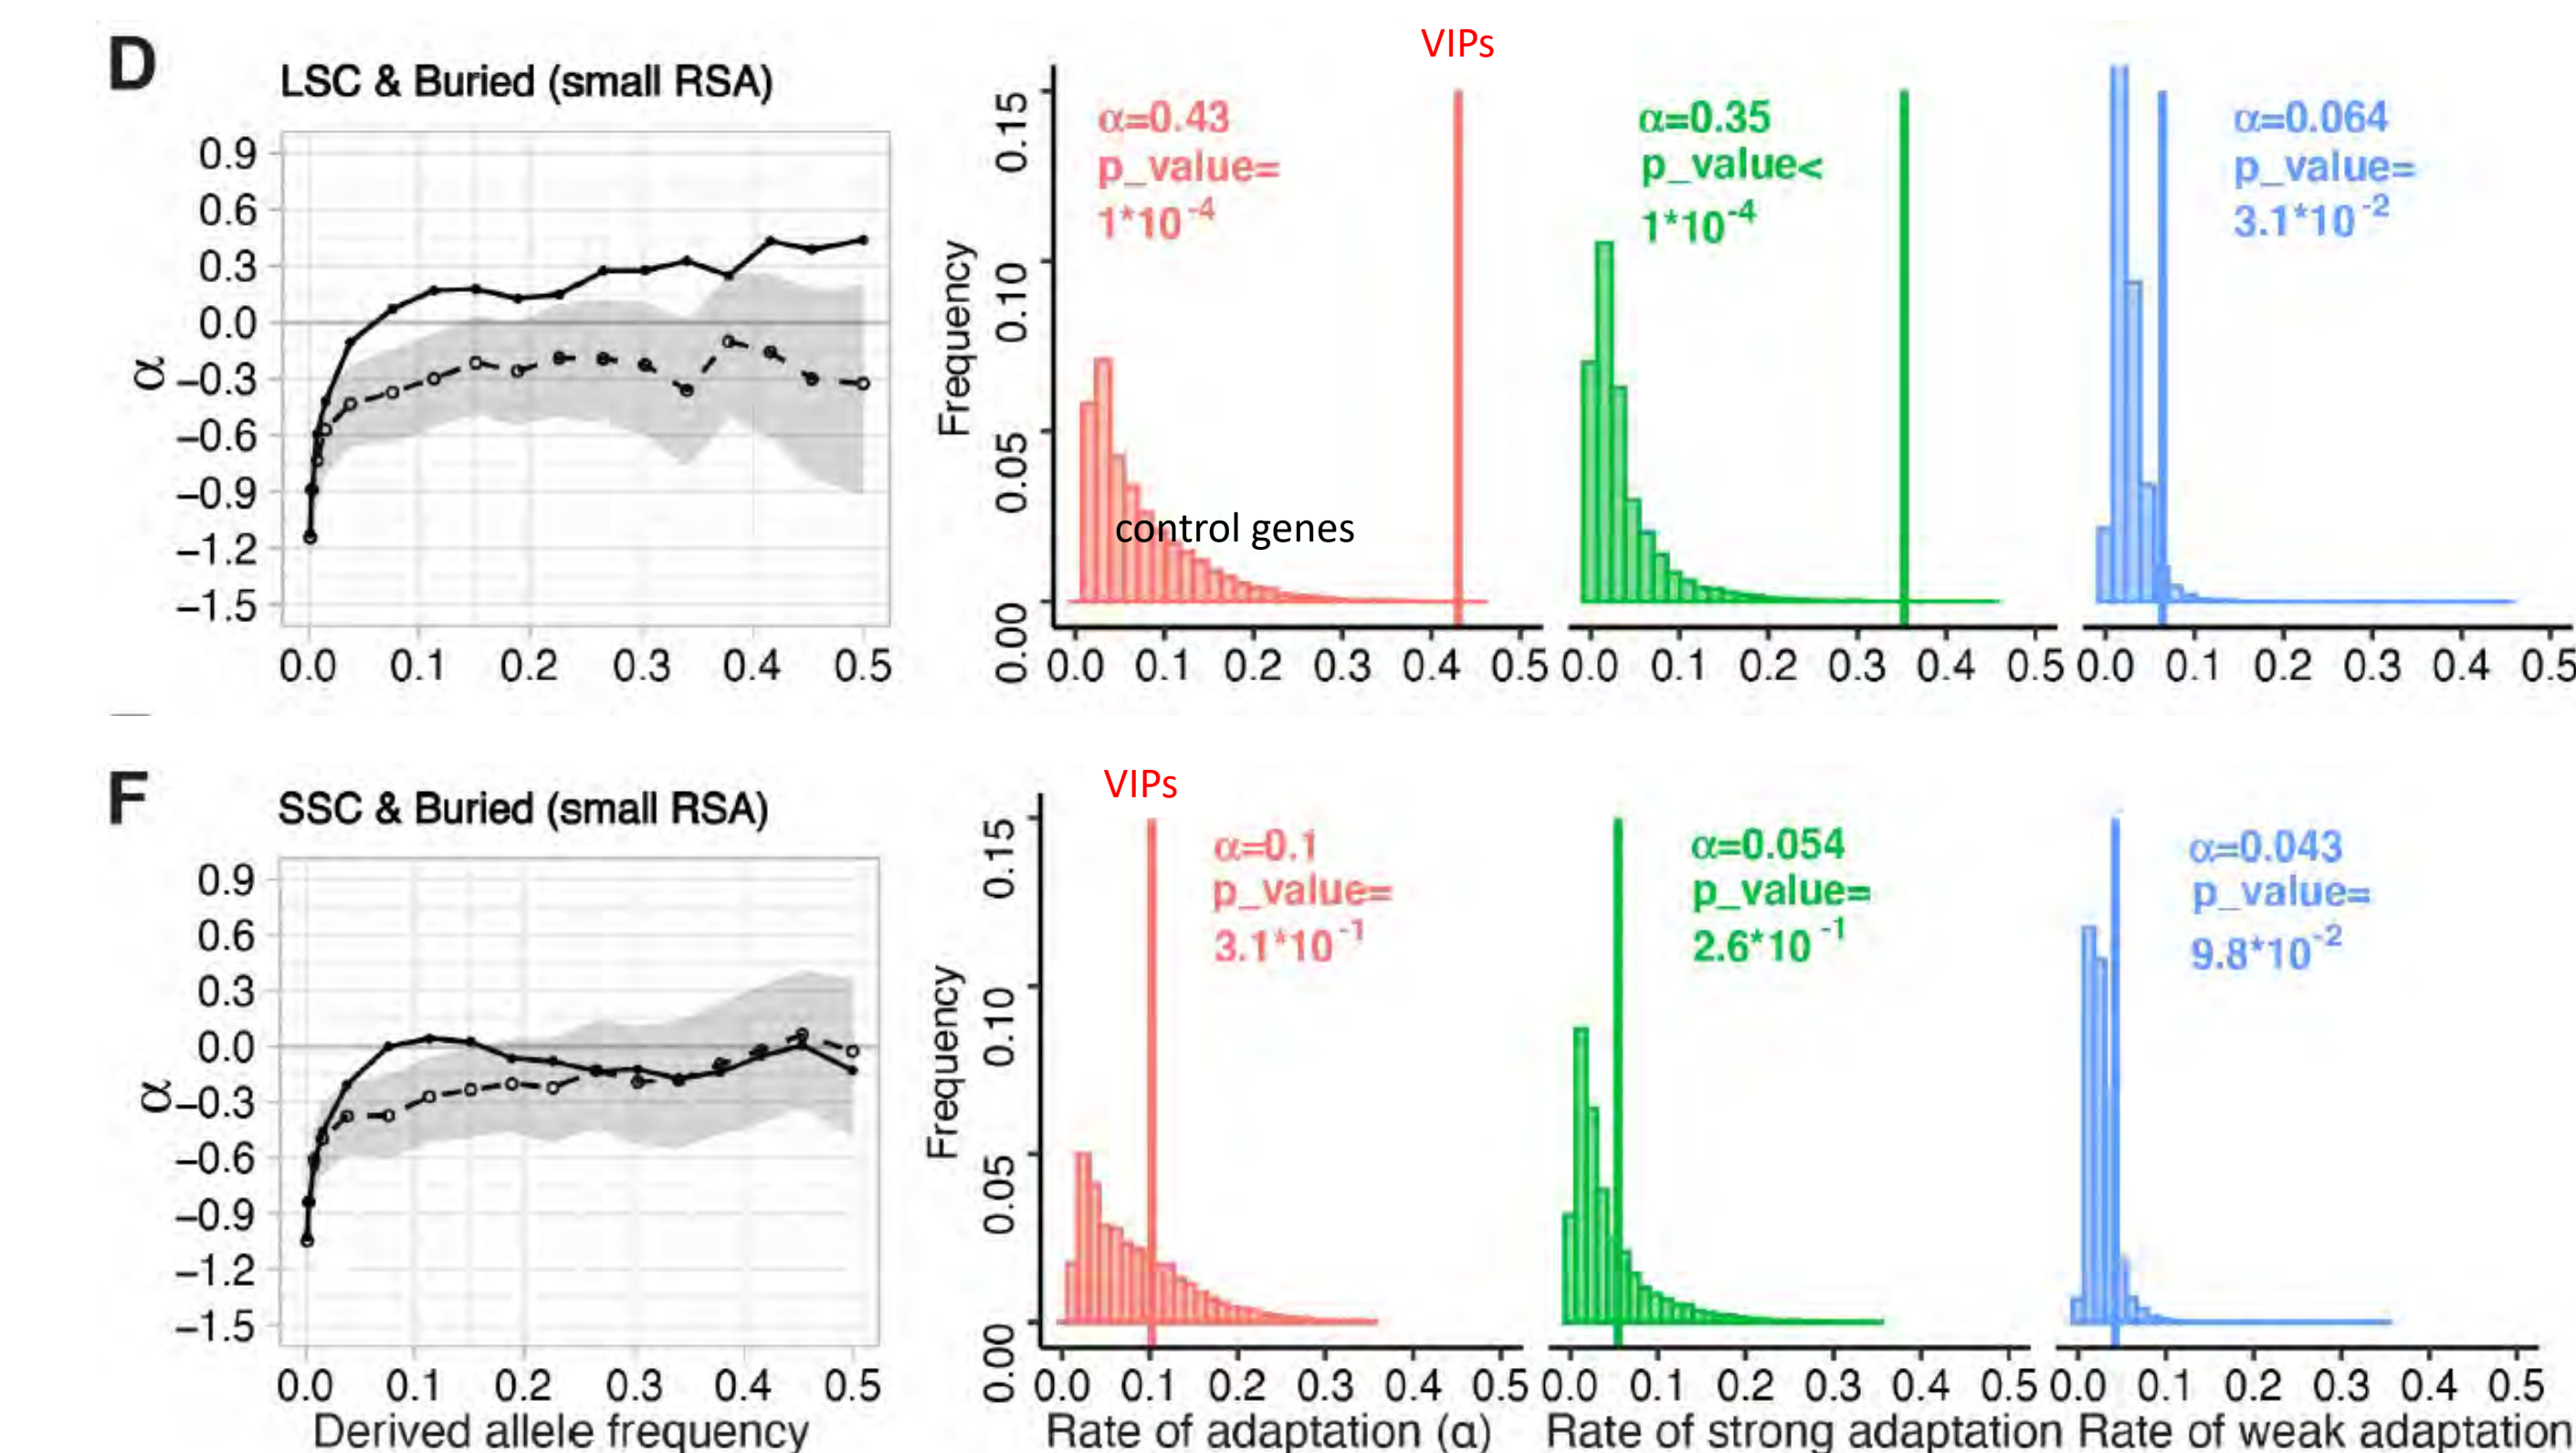 D
LSC & Buried (small RSA)
α
0.9
0.6
0.3
0.0
−0.3
−0.6
−0.9
−1.2
−1.5
0.0 0.1 0.2 0.3 0.4 0.5
VIPs
Frequency
0.15
0.10
0.05
0.00
α=0.43
p_value=
1*10-4
control genes
0.0 0.1 0.2 0.3 0.4 0.5
α=0.35
p_value<
1*10-4
0.0 0.1 0.2 0.3 0.4 0.5
α=0.064
p_value=
3.1*10-2
0.0 0.1 0.2 0.3 0.4 0.5
F
SSC & Buried (small RSA)
α
0.9
0.6
0.3
0.0
−0.3
−0.6
−0.9
−1.2
−1.5
0.0 0.1 0.2 0.3 0.4 0.5
Derived allele frequency
VIPs
Frequency
0.15
0.10
0.05
0.00
α=0.1
p_value=
3.1*10-1
0.0 0.1 0.2 0.3 0.4 0.5
Rate of adaptation (α)
α=0.054
p_value=
2.6*10-1
0.0 0.1 0.2 0.3 0.4 0.5
Rate of strong adaptation
α=0.043
p_value=
9.8*10-2
0.0 0.1 0.2 0.3 0.4 0.5
Rate of weak adaptation